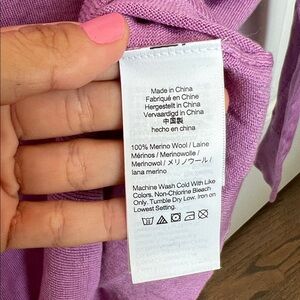 Made in China
Fabriqué en Chine
Hergestellt in China
Vervaardigd in China
中国製
hecho en china
100% Merino Wool / Laine
Mérinos / Merinowolle /
Merinowol / メリノウール /
lana merino
Machine Wash Cold With Like
Colors. Non-Chlorine Bleach
Only. Tumble Dry Low. Iron on
Lowest Setting.